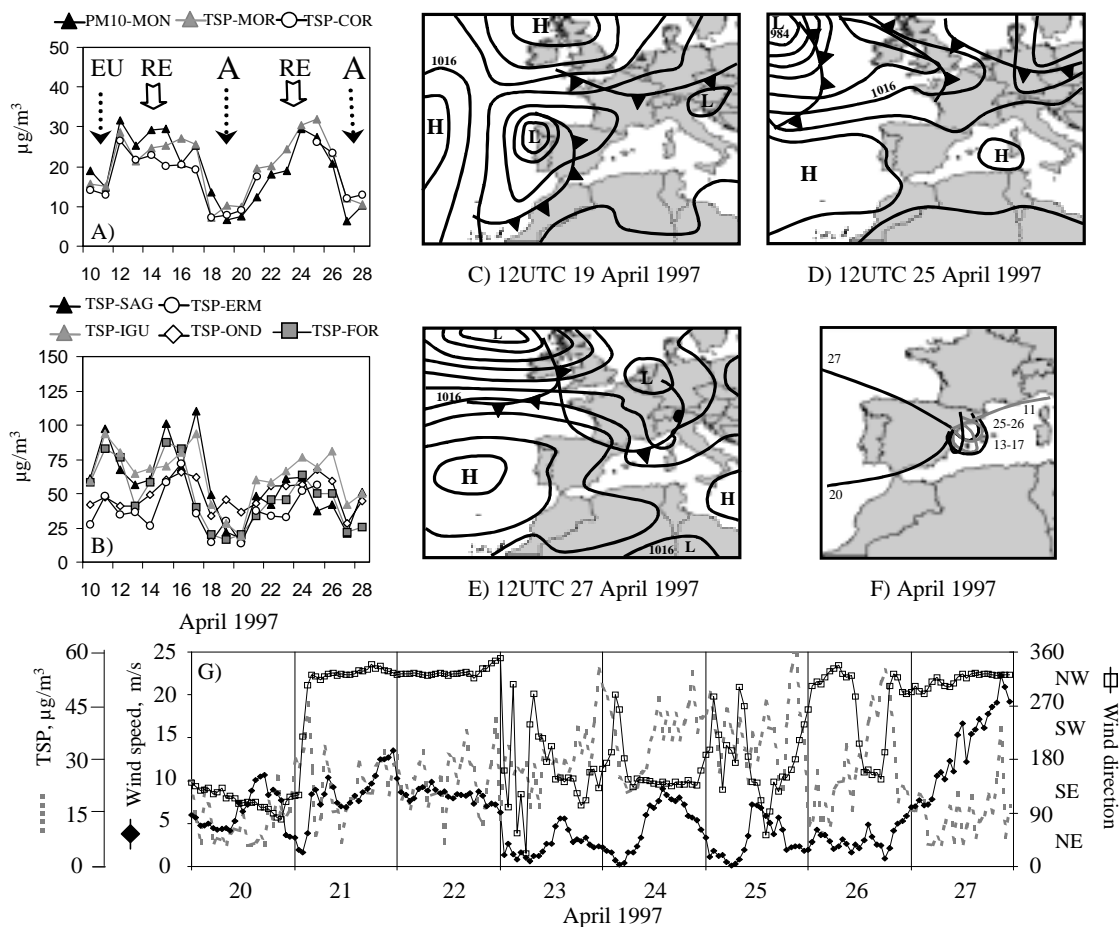 PM10-MON TSP-MOR TSP-COR
50
40
30
20
10
0
µg/m³
EU RE A RE A
A)
10 12 14 16 18 20 22 24 26 28
TSP-SAG TSP-ERM
TSP-IGU TSP-OND TSP-FOR
150
125
100
75
50
25
0
µg/m³
B)
10 12 14 16 18 20 22 24 26 28
April 1997
H
1016
H
L
L
C) 12UTC 19 April 1997
L
984
1016
H
H
D) 12UTC 25 April 1997
L
L
1016
H
H
1016 L
E) 12UTC 27 April 1997
27
11
25-26
13-17
20
F) April 1997
60
45
30
15
0
TSP, µg/m³
25
20
15
10
5
0
Wind speed, m/s
G)
360
270
180
90
0
NW
SW
SE
NE
Wind direction
20 21 22 23 24 25 26 27
April 1997